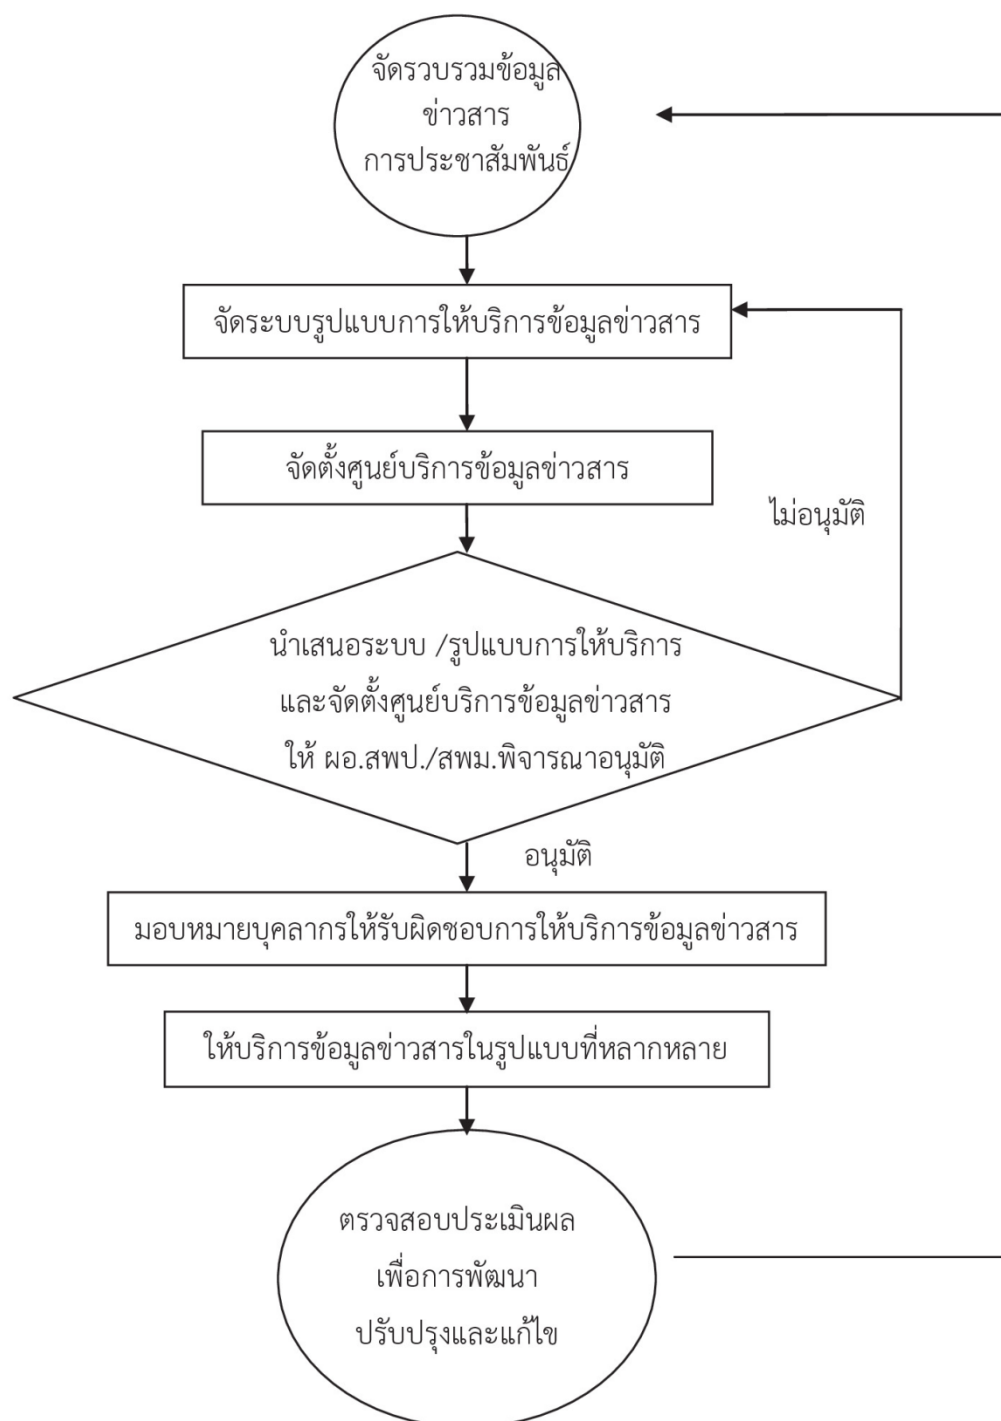 จัดรวบรวมข้อมูล
ข่าวสาร
การประชาสัมพันธ์
จัดระบบรูปแบบการให้บริการข้อมูลข่าวสาร
จัดตั้งศูนย์บริการข้อมูลข่าวสาร
ไม่อนุมัติ
นำเสนอระบบ /รูปแบบการให้บริการ
และจัดตั้งศูนย์บริการข้อมูลข่าวสาร
ให้ ผอ.สพป./สพม.พิจารณาอนุมัติ
อนุมัติ
มอบหมายบุคลากรให้รับผิดชอบการให้บริการข้อมูลข่าวสาร
ให้บริการข้อมูลข่าวสารในรูปแบบที่หลากหลาย
ตรวจสอบประเมินผล
เพื่อการพัฒนา
ปรับปรุงและแก้ไข